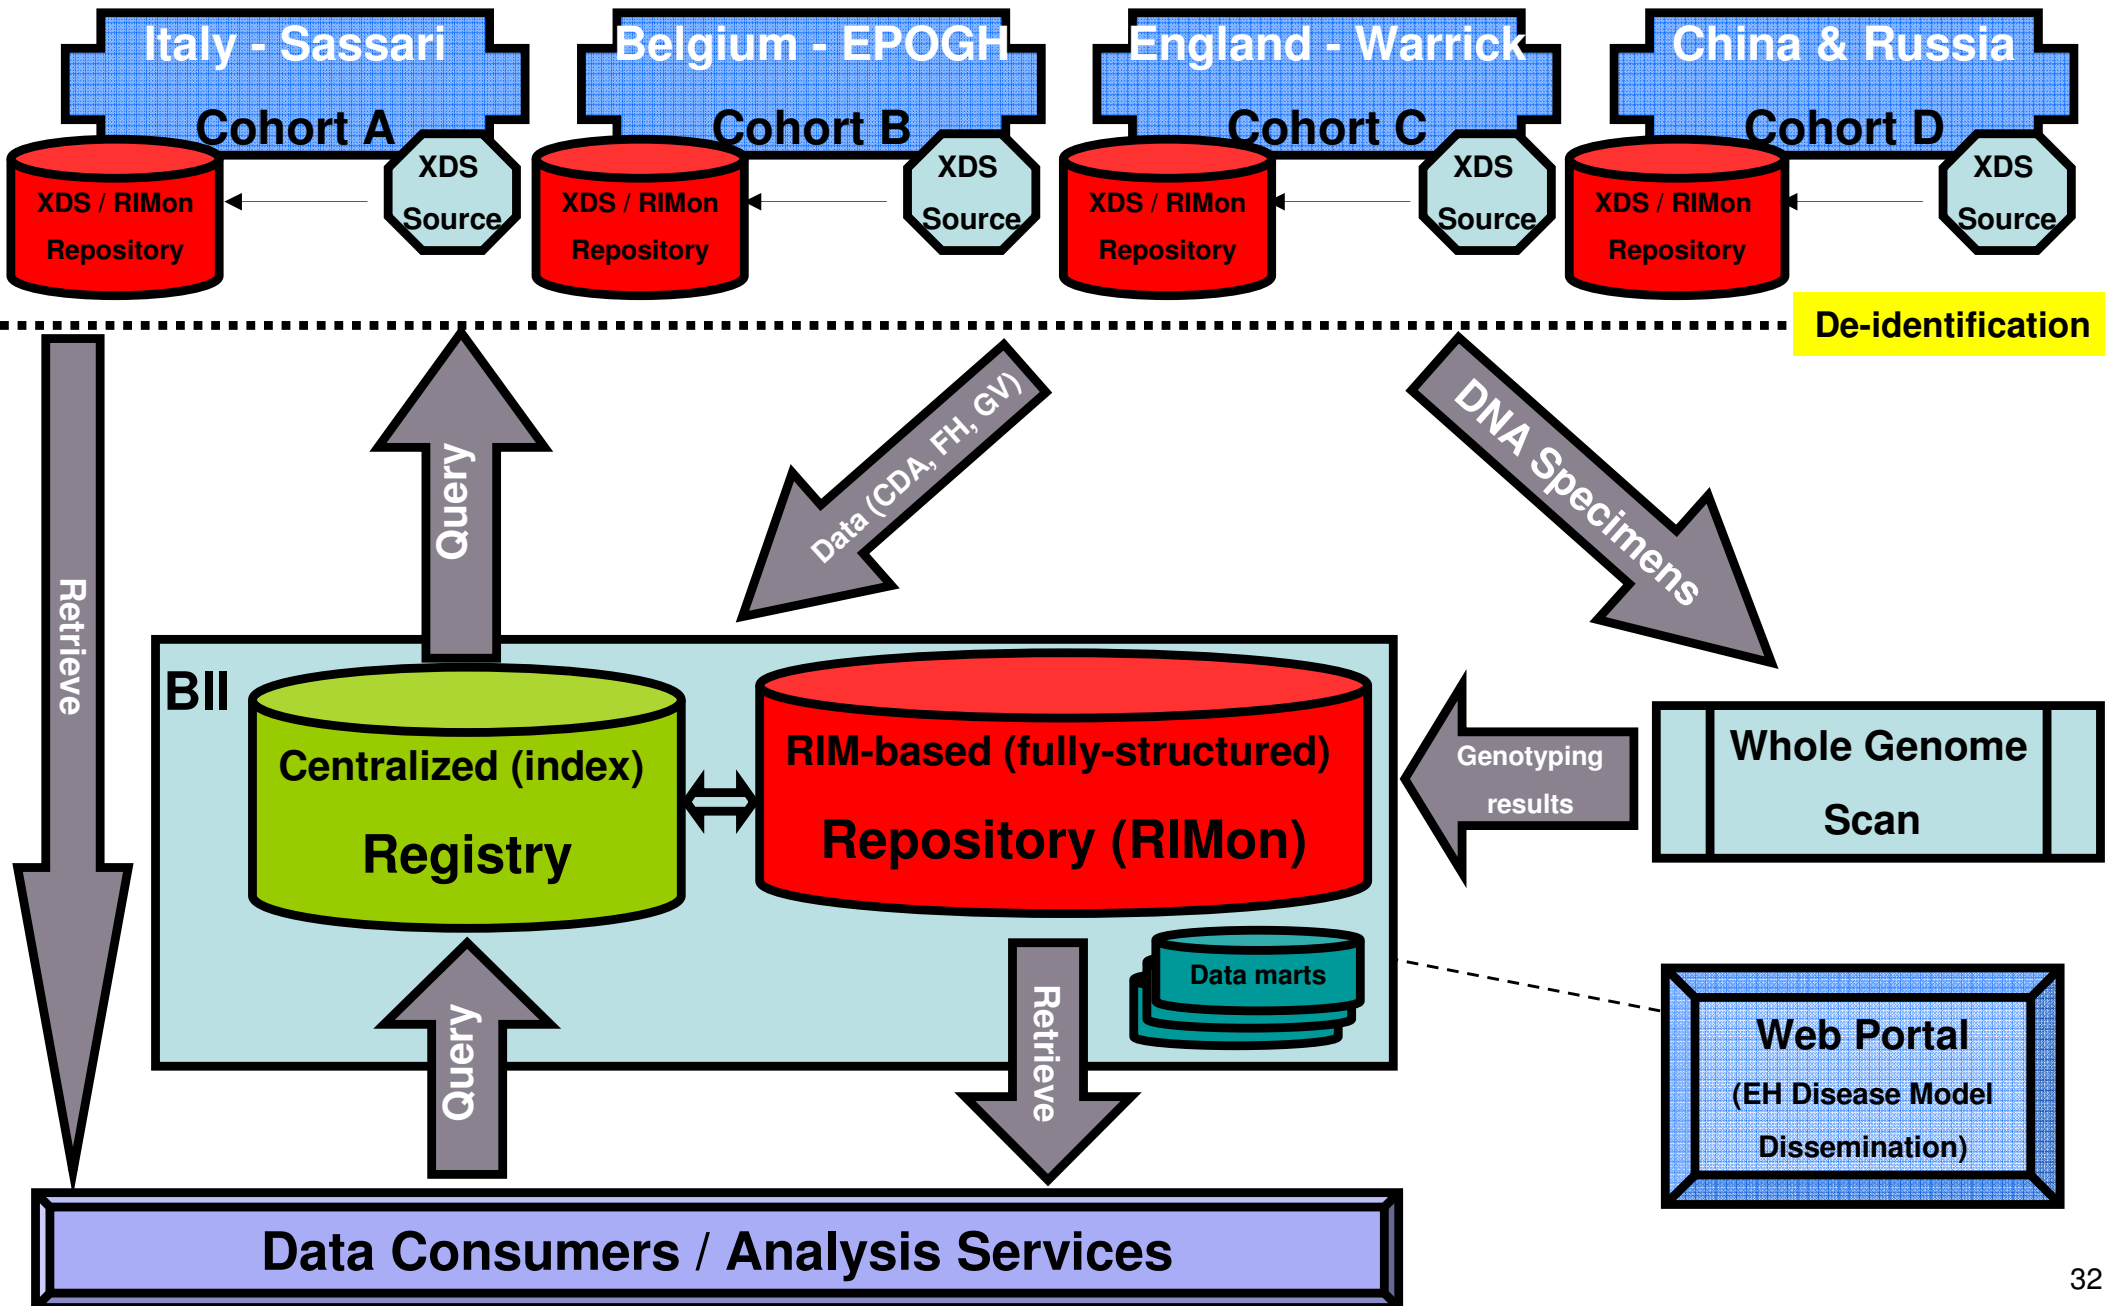 Italy - Sassari
Cohort A
Belgium - EPOGH
Cohort B
England - Warrick
Cohort C
China & Russia
Cohort D
XDS / RIMon
Repository
XDS
Source
XDS / RIMon
Repository
XDS
Source
XDS / RIMon
Repository
XDS
Source
XDS / RIMon
Repository
XDS
Source
De-identification
Retrieve
Query
Data (CDA, FH, GV)
DNA Specimens
BII
Centralized (index)
Registry
RIM-based (fully-structured)
Repository (RIMon)
Genotyping
results
Whole Genome
Scan
Data marts
Query
Retrieve
Web Portal
(EH Disease Model
Dissemination)
Data Consumers / Analysis Services
32